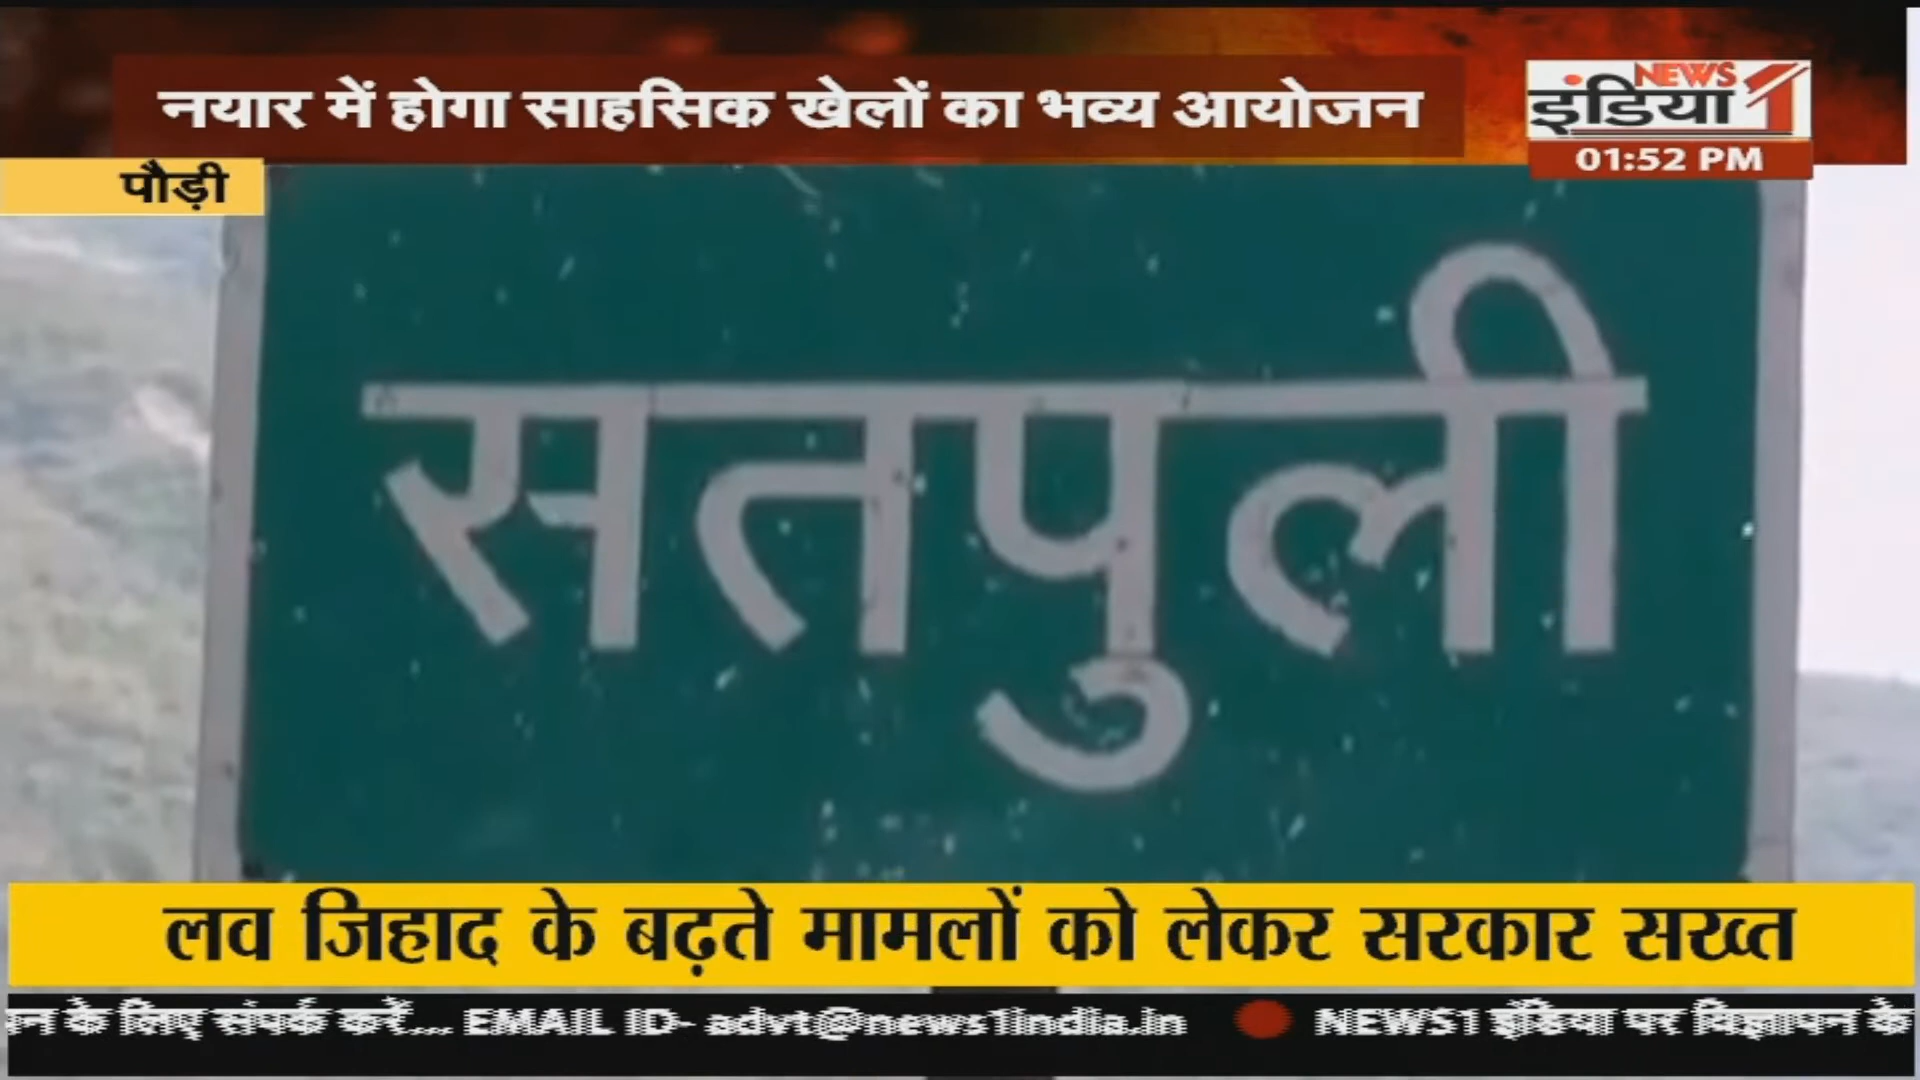 नयार में होगा साहसिक खेलों का भव्य आयोजन
NEWS
इंडिया 1
01:52 PM
पौड़ी
सतपुली
लव जिहाद के बढ़ते मामलों को लेकर सरकार सख्त
के लिए संपर्क करें... EMAIL ID- advt@news1india.in NEWS1 इंडिया पर विज्ञापन के